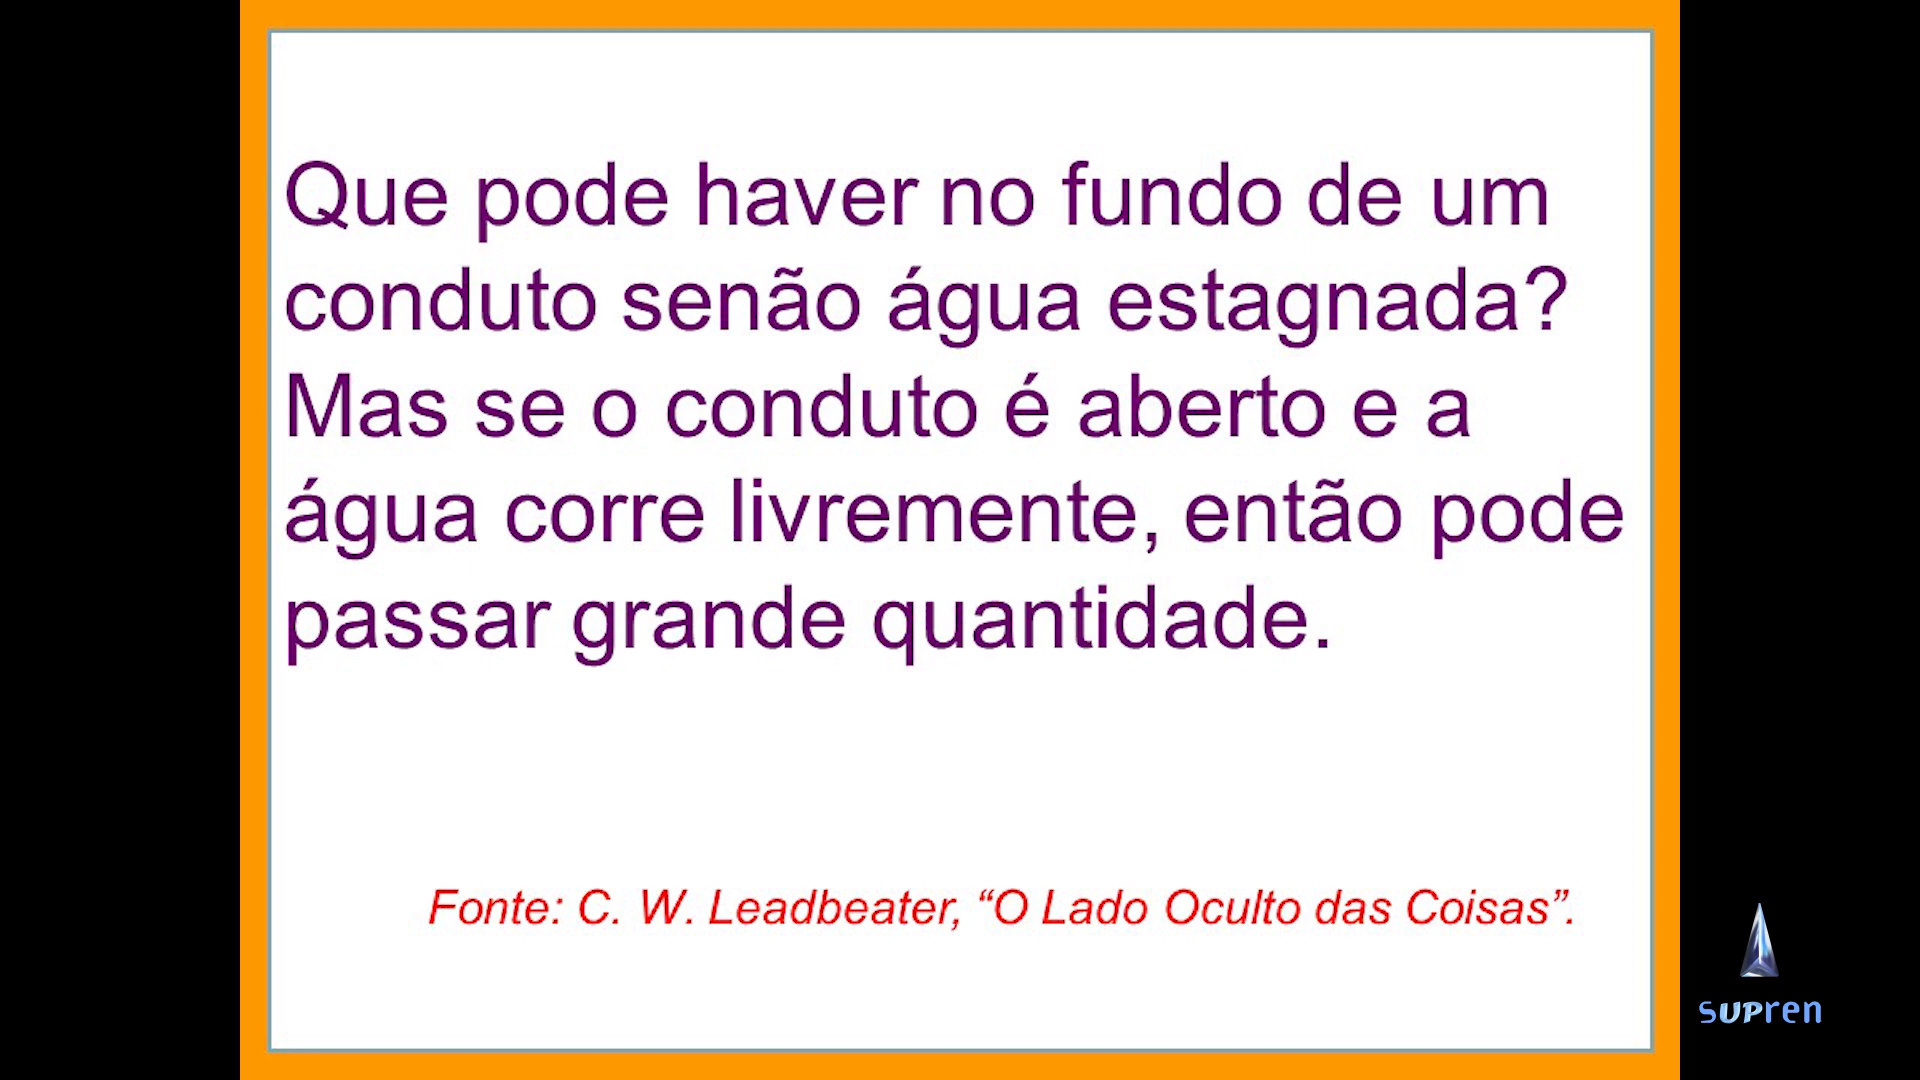 Que pode haver no fundo de um
conduto senão água estagnada?
Mas se o conduto é aberto e a
água corre livremente, então pode
passar grande quantidade.
Fonte: C. W. Leadbeater, “O Lado Oculto das Coisas”.
supren